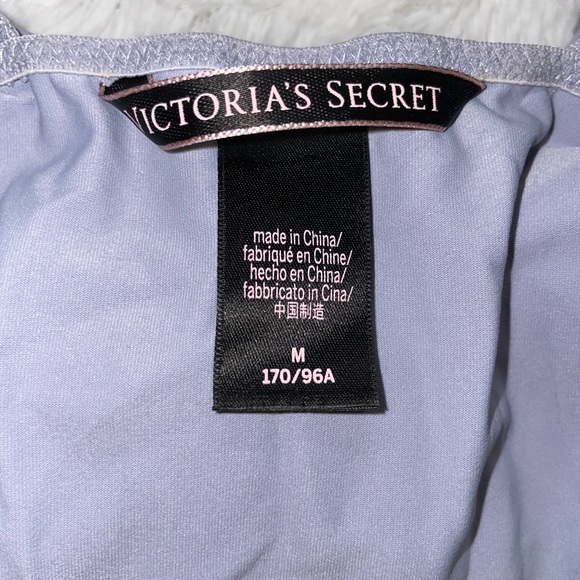 VICTORIA'S SECRET
made in China/
fabriqué en Chine/
hecho en China/
fabbricato in Cina/
中国制造
M
170/96A